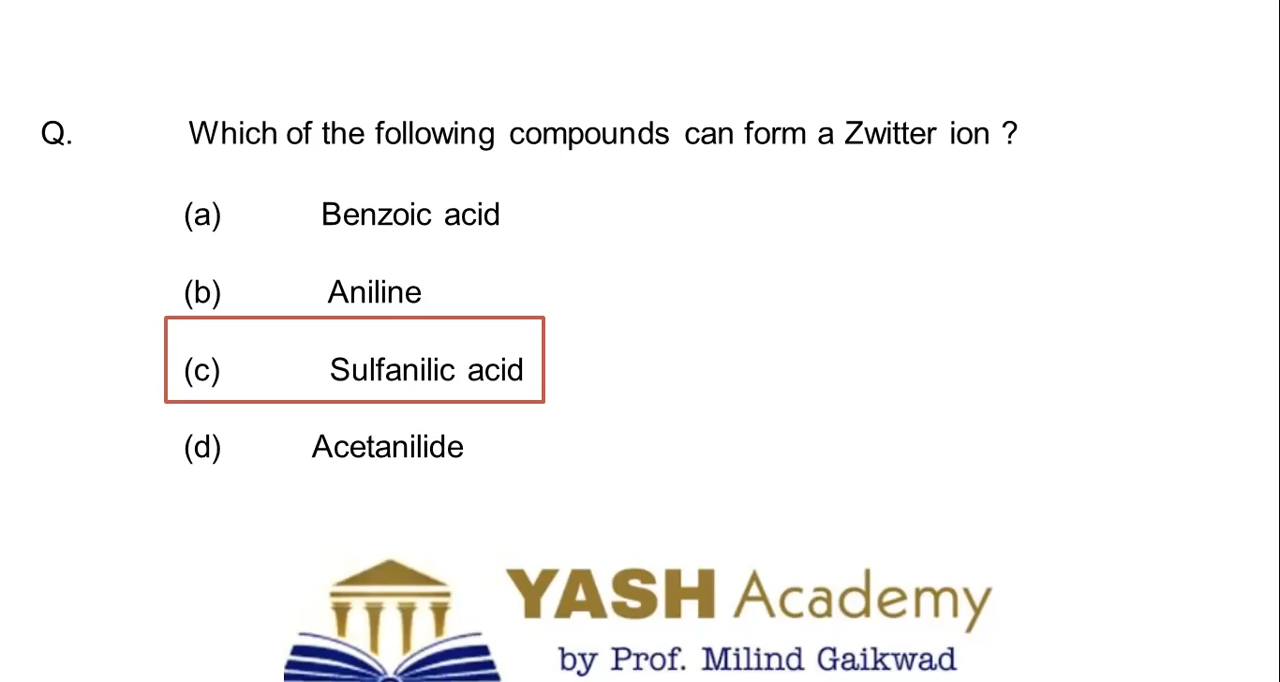 Q. Which of the following compounds can form a Zwitter ion ?
(a) Benzoic acid
(b) Aniline
(c) Sulfanilic acid
(d) Acetanilide
YASH Academy
by Prof. Milind Gaikwad